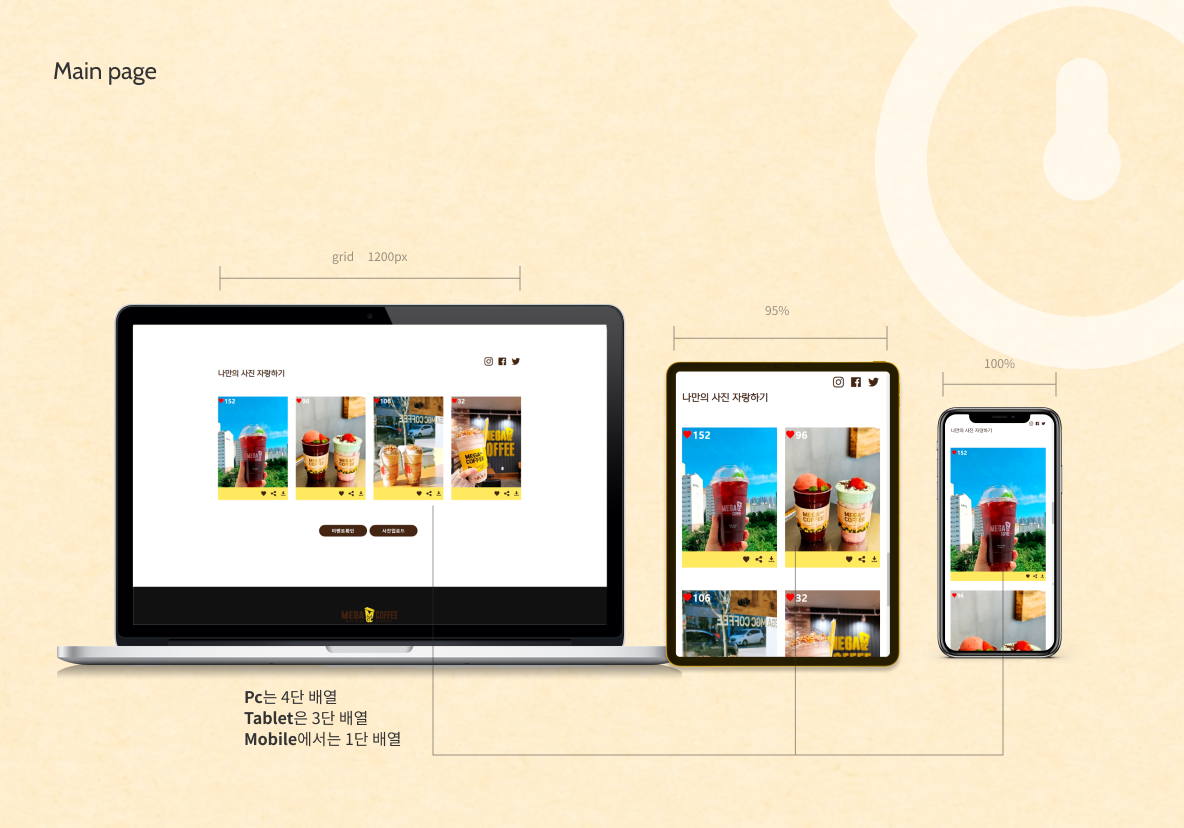 Main page
grid 1200px
95%
100%
나만의 사진 자랑하기
152
96
106
32
이벤트확인
사진업로드
MEGA COFFEE
나만의 사진 자랑하기
152
96
106
32
나만의 사진 자랑하기
152
96
Pc는 4단 배열
Tablet은 3단 배열
Mobile에서는 1단 배열